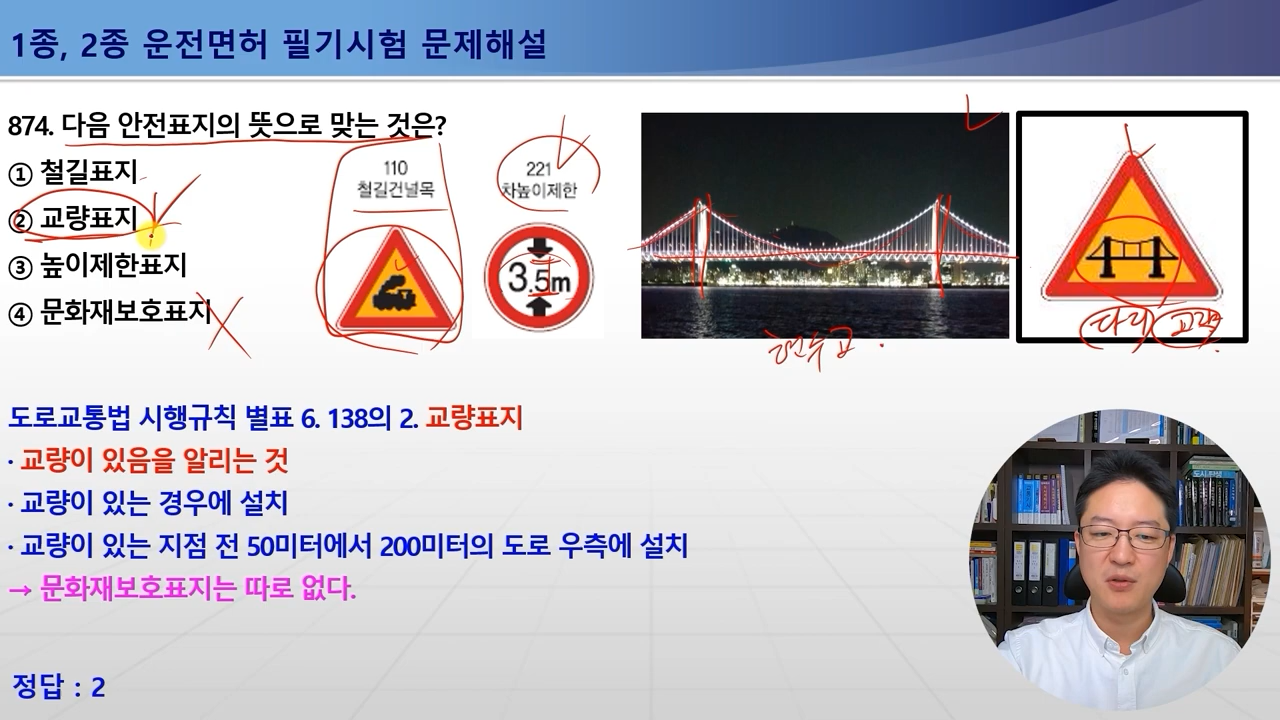 1종, 2종 운전면허 필기시험 문제해설
874. 다음 안전표지의 뜻으로 맞는 것은?
① 철길표지
② 교량표지
③ 높이제한표지
④ 문화재보호표지
110
철길건널목
221
차높이제한
3.5m
현수교
다리 교량
도로교통법 시행규칙 별표 6. 138의 2. 교량표지
· 교량이 있음을 알리는 것
· 교량이 있는 경우에 설치
· 교량이 있는 지점 전 50미터에서 200미터의 도로 우측에 설치
→ 문화재보호표지는 따로 없다.
정답 : 2